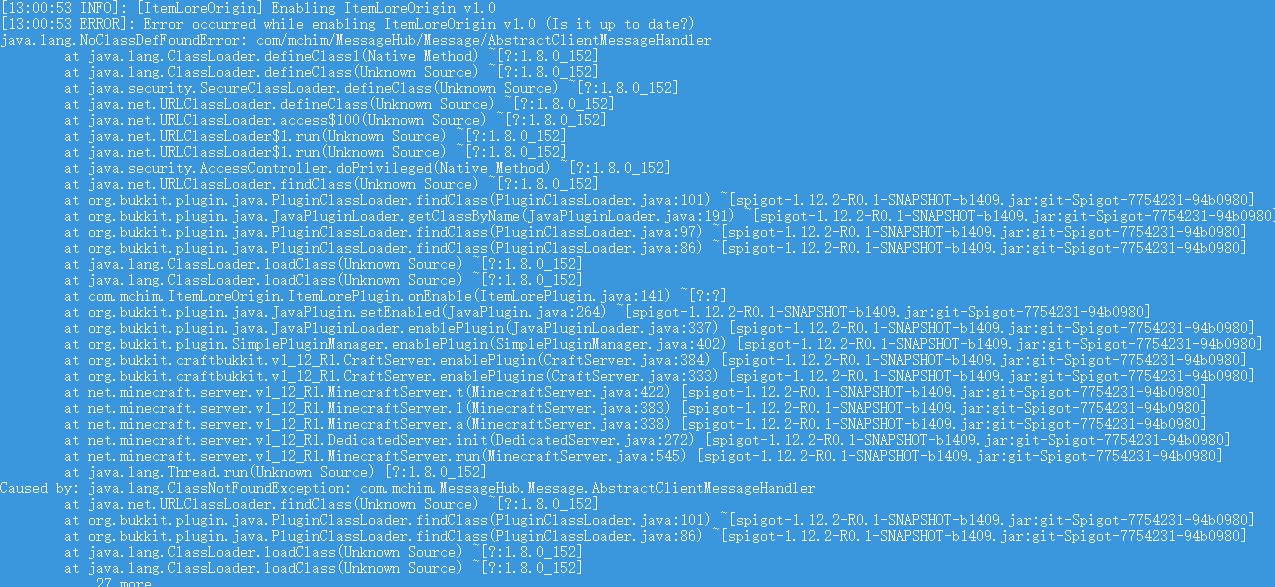 [13:00:53 INFO]: [ItemLoreOrigin] Enabling ItemLoreOrigin v1.0
[13:00:53 ERROR]: Error occurred while enabling ItemLoreOrigin v1.0 (Is it up to date?)
java.lang.NoClassDefFoundError: com/mchim/MessageHub/Message/AbstractClientMessageHandler
at java.lang.ClassLoader.defineClass1(Native Method) ~[?:1.8.0_152]
at java.lang.ClassLoader.defineClass(Unknown Source) ~[?:1.8.0_152]
at java.security.SecureClassLoader.defineClass(Unknown Source) ~[?:1.8.0_152]
at java.net.URLClassLoader.defineClass(Unknown Source) ~[?:1.8.0_152]
at java.net.URLClassLoader.access$100(Unknown Source) ~[?:1.8.0_152]
at java.net.URLClassLoader$1.run(Unknown Source) ~[?:1.8.0_152]
at java.net.URLClassLoader$1.run(Unknown Source) ~[?:1.8.0_152]
at java.security.AccessController.doPrivileged(Native Method) ~[?:1.8.0_152]
at java.net.URLClassLoader.findClass(Unknown Source) ~[?:1.8.0_152]
at org.bukkit.plugin.java.PluginClassLoader.findClass(PluginClassLoader.java:101) ~[spigot-1.12.2-R0.1-SNAPSHOT-b1409.jar:git-Spigot-7754231-94b0980]
at org.bukkit.plugin.java.JavaPluginLoader.getClassByName(JavaPluginLoader.java:191) ~[spigot-1.12.2-R0.1-SNAPSHOT-b1409.jar:git-Spigot-7754231-94b0980]
at org.bukkit.plugin.java.PluginClassLoader.findClass(PluginClassLoader.java:97) ~[spigot-1.12.2-R0.1-SNAPSHOT-b1409.jar:git-Spigot-7754231-94b0980]
at org.bukkit.plugin.java.PluginClassLoader.findClass(PluginClassLoader.java:86) ~[spigot-1.12.2-R0.1-SNAPSHOT-b1409.jar:git-Spigot-7754231-94b0980]
at java.lang.ClassLoader.loadClass(Unknown Source) ~[?:1.8.0_152]
at java.lang.ClassLoader.loadClass(Unknown Source) ~[?:1.8.0_152]
at com.mchim.ItemLoreOrigin.ItemLorePlugin.onEnable(ItemLorePlugin.java:141) ~[?:?]
at org.bukkit.plugin.java.JavaPlugin.setEnabled(JavaPlugin.java:264) ~[spigot-1.12.2-R0.1-SNAPSHOT-b1409.jar:git-Spigot-7754231-94b0980]
at org.bukkit.plugin.java.JavaPluginLoader.enablePlugin(JavaPluginLoader.java:337) [spigot-1.12.2-R0.1-SNAPSHOT-b1409.jar:git-Spigot-7754231-94b0980]
at org.bukkit.plugin.SimplePluginManager.enablePlugin(SimplePluginManager.java:402) [spigot-1.12.2-R0.1-SNAPSHOT-b1409.jar:git-Spigot-7754231-94b0980]
at org.bukkit.craftbukkit.v1_12_R1.CraftServer.enablePlugin(CraftServer.java:384) [spigot-1.12.2-R0.1-SNAPSHOT-b1409.jar:git-Spigot-7754231-94b0980]
at org.bukkit.craftbukkit.v1_12_R1.CraftServer.enablePlugins(CraftServer.java:333) [spigot-1.12.2-R0.1-SNAPSHOT-b1409.jar:git-Spigot-7754231-94b0980]
at net.minecraft.server.v1_12_R1.MinecraftServer.t(MinecraftServer.java:422) [spigot-1.12.2-R0.1-SNAPSHOT-b1409.jar:git-Spigot-7754231-94b0980]
at net.minecraft.server.v1_12_R1.MinecraftServer.l(MinecraftServer.java:383) [spigot-1.12.2-R0.1-SNAPSHOT-b1409.jar:git-Spigot-7754231-94b0980]
at net.minecraft.server.v1_12_R1.MinecraftServer.a(MinecraftServer.java:338) [spigot-1.12.2-R0.1-SNAPSHOT-b1409.jar:git-Spigot-7754231-94b0980]
at net.minecraft.server.v1_12_R1.DedicatedServer.init(DedicatedServer.java:272) [spigot-1.12.2-R0.1-SNAPSHOT-b1409.jar:git-Spigot-7754231-94b0980]
at net.minecraft.server.v1_12_R1.MinecraftServer.run(MinecraftServer.java:545) [spigot-1.12.2-R0.1-SNAPSHOT-b1409.jar:git-Spigot-7754231-94b0980]
at java.lang.Thread.run(Unknown Source) [?:1.8.0_152]
Caused by: java.lang.ClassNotFoundException: com.mchim.MessageHub.Message.AbstractClientMessageHandler
at java.net.URLClassLoader.findClass(Unknown Source) ~[?:1.8.0_152]
at org.bukkit.plugin.java.PluginClassLoader.findClass(PluginClassLoader.java:101) ~[spigot-1.12.2-R0.1-SNAPSHOT-b1409.jar:git-Spigot-7754231-94b0980]
at org.bukkit.plugin.java.PluginClassLoader.findClass(PluginClassLoader.java:86) ~[spigot-1.12.2-R0.1-SNAPSHOT-b1409.jar:git-Spigot-7754231-94b0980]
at java.lang.ClassLoader.loadClass(Unknown Source) ~[?:1.8.0_152]
at java.lang.ClassLoader.loadClass(Unknown Source) ~[?:1.8.0_152]
27 more